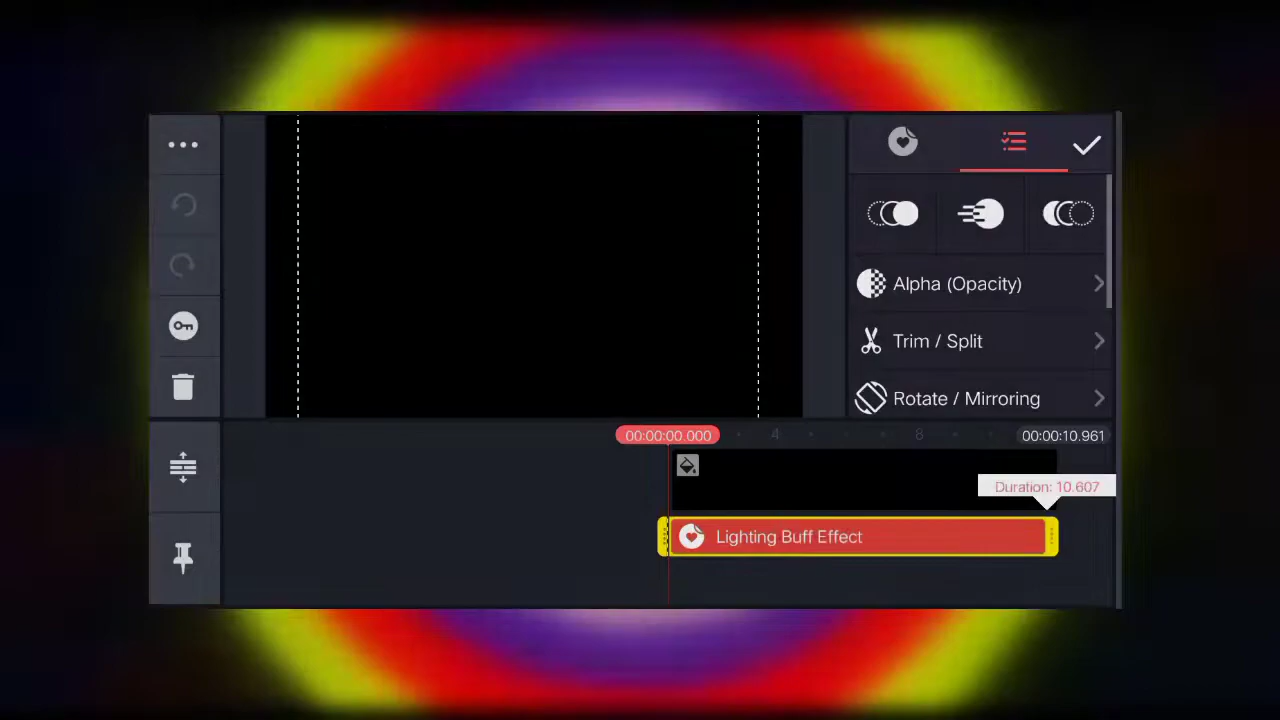 Alpha (Opacity)
Trim / Split
Rotate / Mirroring
00:00:00.000
4
8
00:00:10.961
Duration: 10.607
Lighting Buff Effect